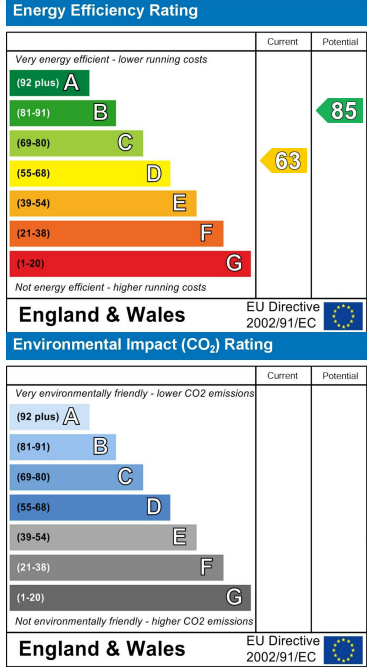 Energy Efficiency Rating
Current Potential
Very energy efficient - lower running costs
(92 plus) A
(81-91) B
85
(69-80) C
63
(55-68) D
(39-54) E
(21-38) F
(1-20) G
Not energy efficient - higher running costs
England & Wales
EU Directive
2002/91/EC
Environmental Impact (CO₂) Rating
Current Potential
Very environmentally friendly - lower CO2 emissions
(92 plus) A
(81-91) B
(69-80) C
(55-68) D
(39-54) E
(21-38) F
(1-20) G
Not environmentally friendly - higher CO2 emissions
England & Wales
EU Directive
2002/91/EC